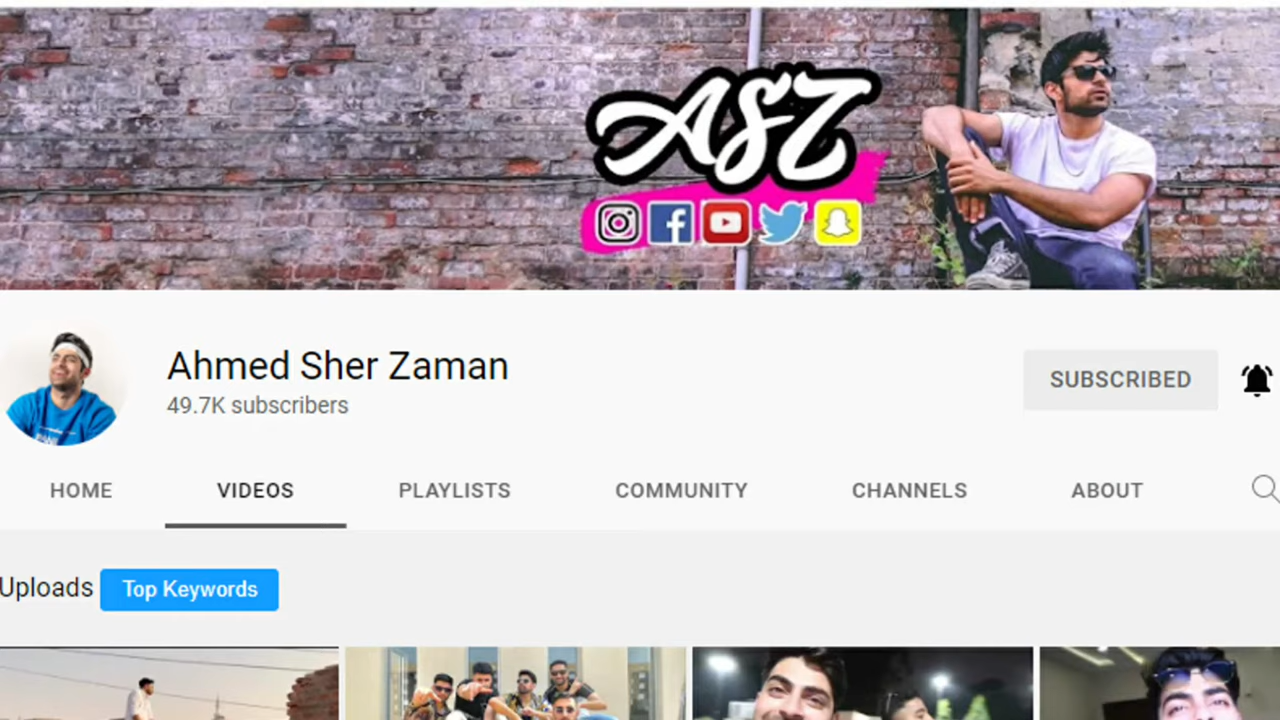 ASZ
Ahmed Sher Zaman
49.7K subscribers
SUBSCRIBED
HOME VIDEOS PLAYLISTS COMMUNITY CHANNELS ABOUT
Uploads Top Keywords